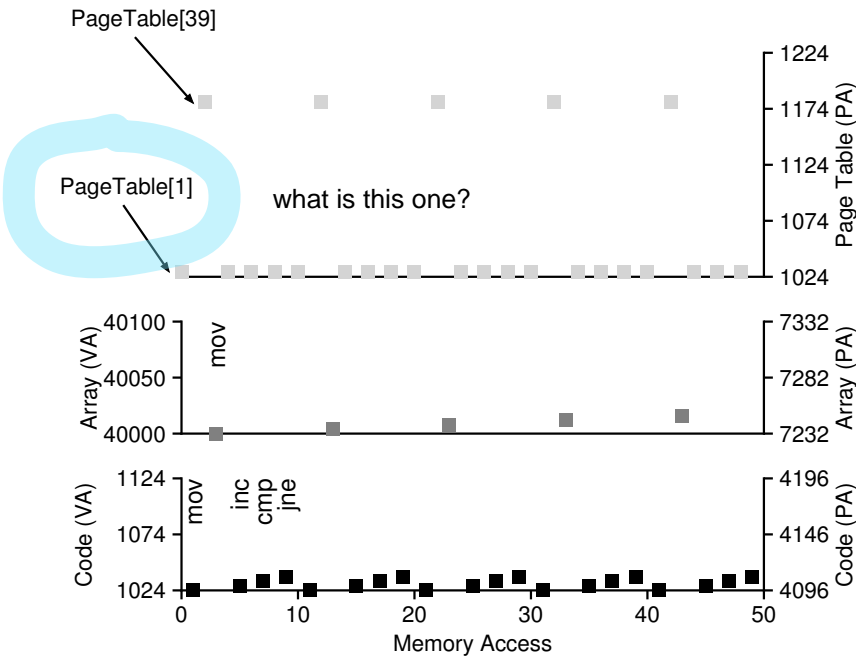 PageTable[39]
PageTable[1]
what is this one?
1224
1174
1124
1074
1024
Page Table (PA)
40100
40050
40000
Array (VA)
mov
7332
7282
7232
Array (PA)
1124
1074
1024
Code (VA)
mov
inc
cmp
jne
4196
4146
4096
Code (PA)
0 10 20 30 40 50
Memory Access